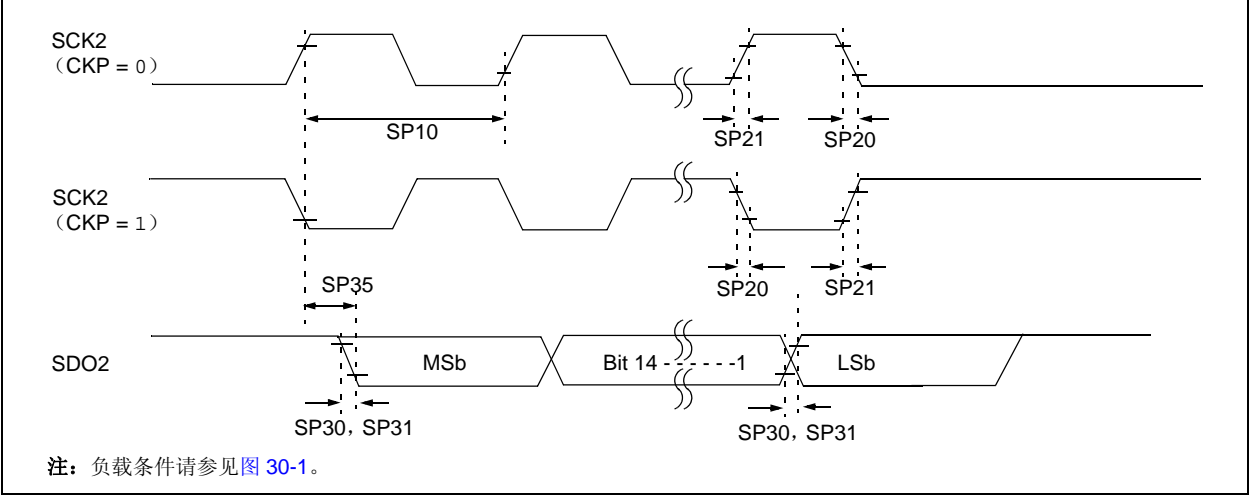 SCK2
（CKP = 0）
SP10
SP21
SP20
SCK2
（CKP = 1）
SP35
SP20
SP21
SDO2
MSb
Bit 14 - - - - - -1
LSb
SP30，SP31
SP30，SP31
注：负载条件请参见图 30-1。